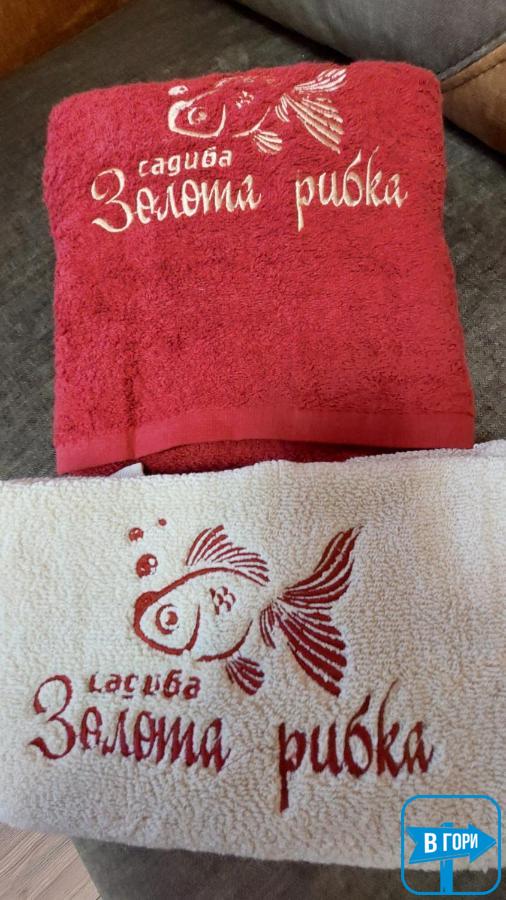 садиба
Золота рибка
садиба
Золота рибка
В ГОРИ